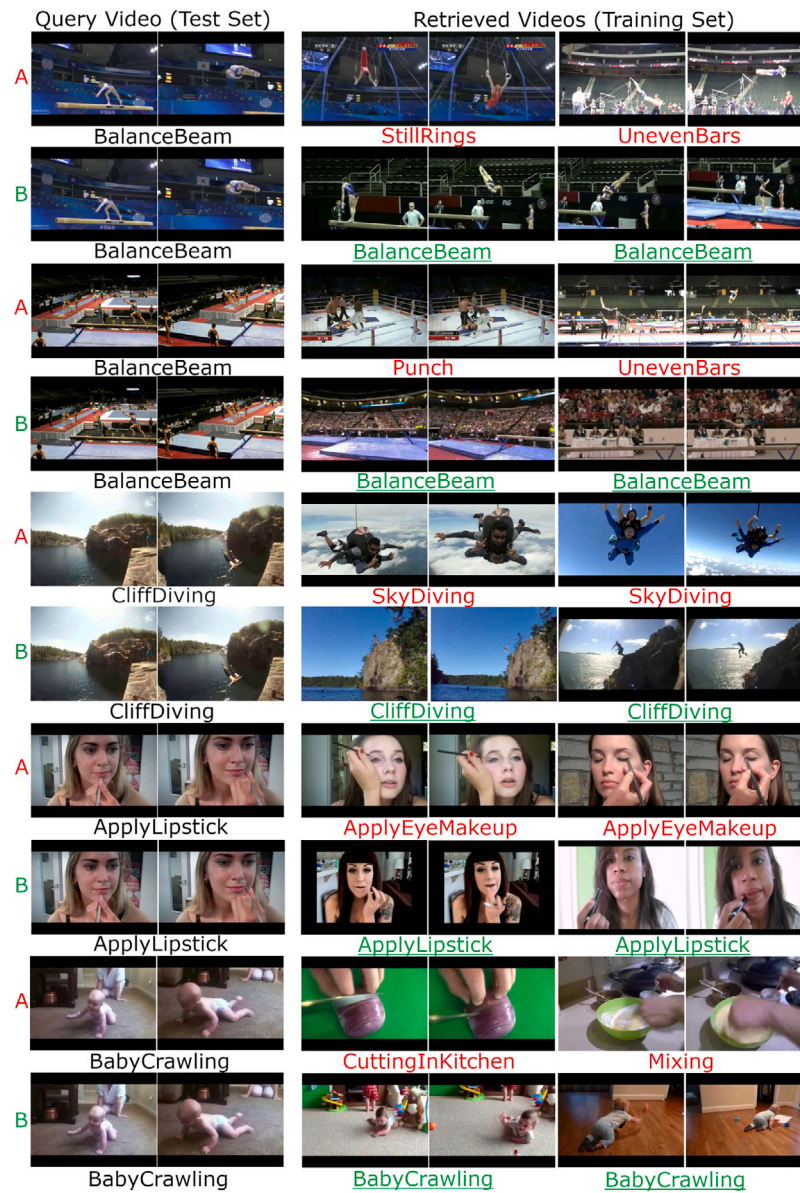 Query Video (Test Set) Retrieved Videos (Training Set)
A
BalanceBeam StillRings UnevenBars
B
BalanceBeam BalanceBeam BalanceBeam
A
BalanceBeam Punch UnevenBars
B
BalanceBeam BalanceBeam BalanceBeam
A
CliffDiving SkyDiving SkyDiving
B
CliffDiving CliffDiving CliffDiving
A
ApplyLipstick ApplyEyeMakeup ApplyEyeMakeup
B
ApplyLipstick ApplyLipstick ApplyLipstick
A
BabyCrawling CuttingInKitchen Mixing
B
BabyCrawling BabyCrawling BabyCrawling